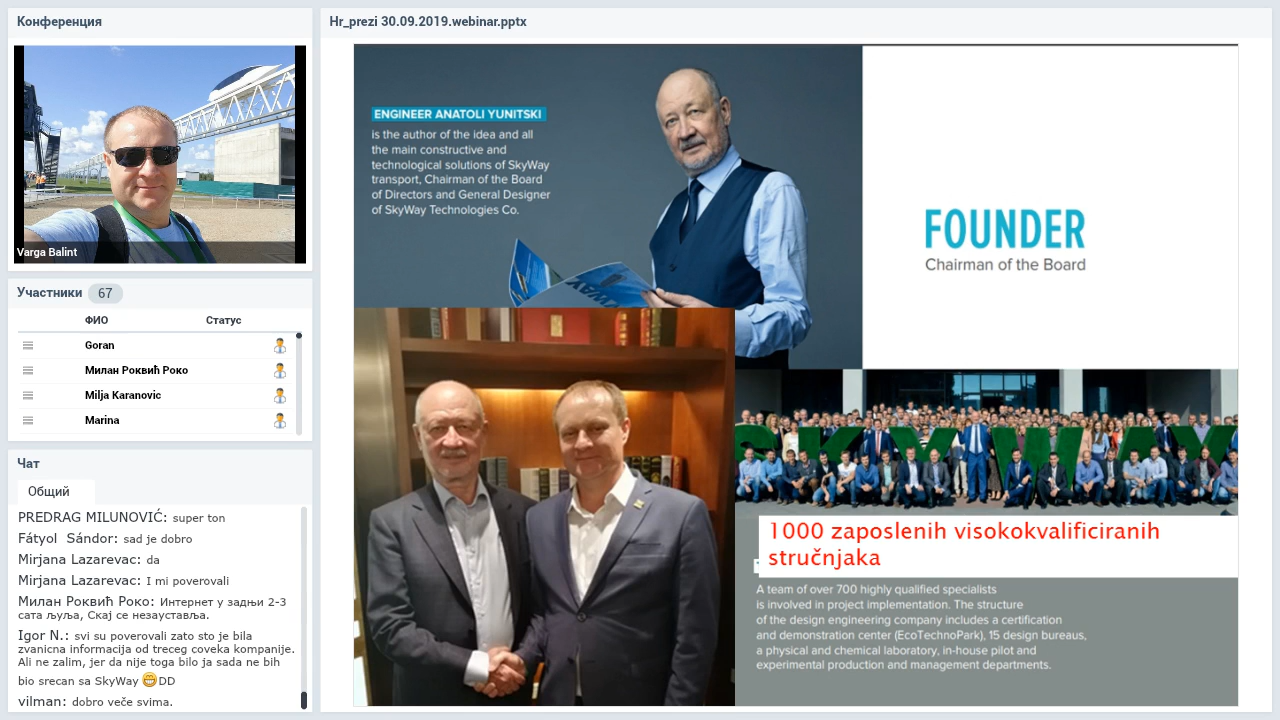 Конференция
Varga Balint
Участники 67
ФИО Статус
Goran
Милан Роквић Роко
Milja Karanovic
Marina
Чат
Общий
PREDRAG MILUNOVIĆ: super ton
Fátyol Sándor: sad je dobro
Mirjana Lazarevac: da
Mirjana Lazarevac: I mi poverovali
Милан Роквић Роко: Интернет у задњи 2-3
сата љуља, Скај се незауставља.
Igor N.: svi su poverovali zato sto je bila
zvanicna informacija od treceg coveka kompanije.
Ali ne zalim, jer da nije toga bilo ja sada ne bih
bio srecan sa SkyWay 😁DD
vilman: dobro veče svima.
Hr_prezi 30.09.2019.webinar.pptx
ENGINEER ANATOLI YUNITSKI
is the author of the idea and all
the main constructive and
technological solutions of SkyWay
transport, Chairman of the Board
of Directors and General Designer
of SkyWay Technologies Co.
FOUNDER
Chairman of the Board
SKYWAY
1000 zaposlenih visokokvalificiranih
stručnjaka
A team of over 700 highly qualified specialists
is involved in project implementation. The structure
of the design engineering company includes a certification
and demonstration center (EcoTechnoPark), 15 design bureaus,
a physical and chemical laboratory, in-house pilot and
experimental production and management departments.